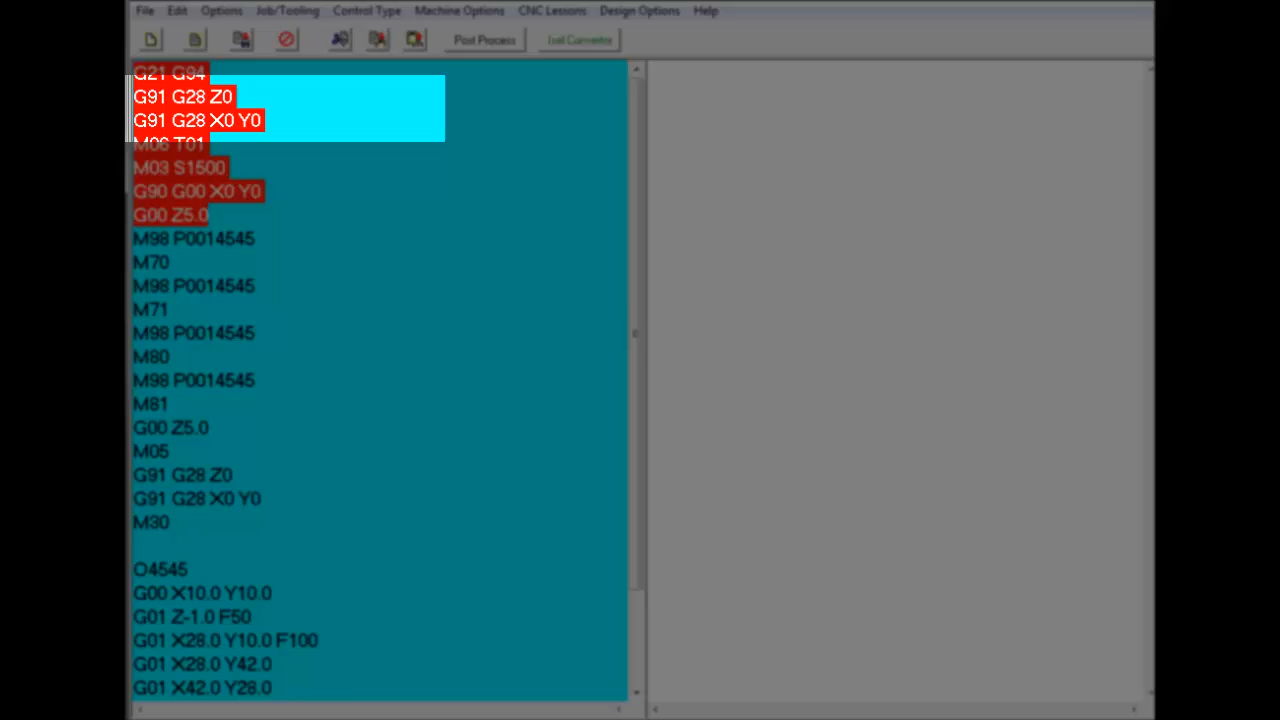 File Edit Options Job/Tooling Control Type Machine Options CNC Lessons Design Options Help
Post Process Tool Convertor
G21 G94
G91 G28 Z0
G91 G28 X0 Y0
M06 T01
M03 S1500
G90 G00 X0 Y0
G00 Z5.0
M98 P0014545
M70
M98 P0014545
M71
M98 P0014545
M80
M98 P0014545
M81
G00 Z5.0
M05
G91 G28 Z0
G91 G28 X0 Y0
M30
O4545
G00 X10.0 Y10.0
G01 Z-1.0 F50
G01 X28.0 Y10.0 F100
G01 X28.0 Y42.0
G01 X42.0 Y28.0